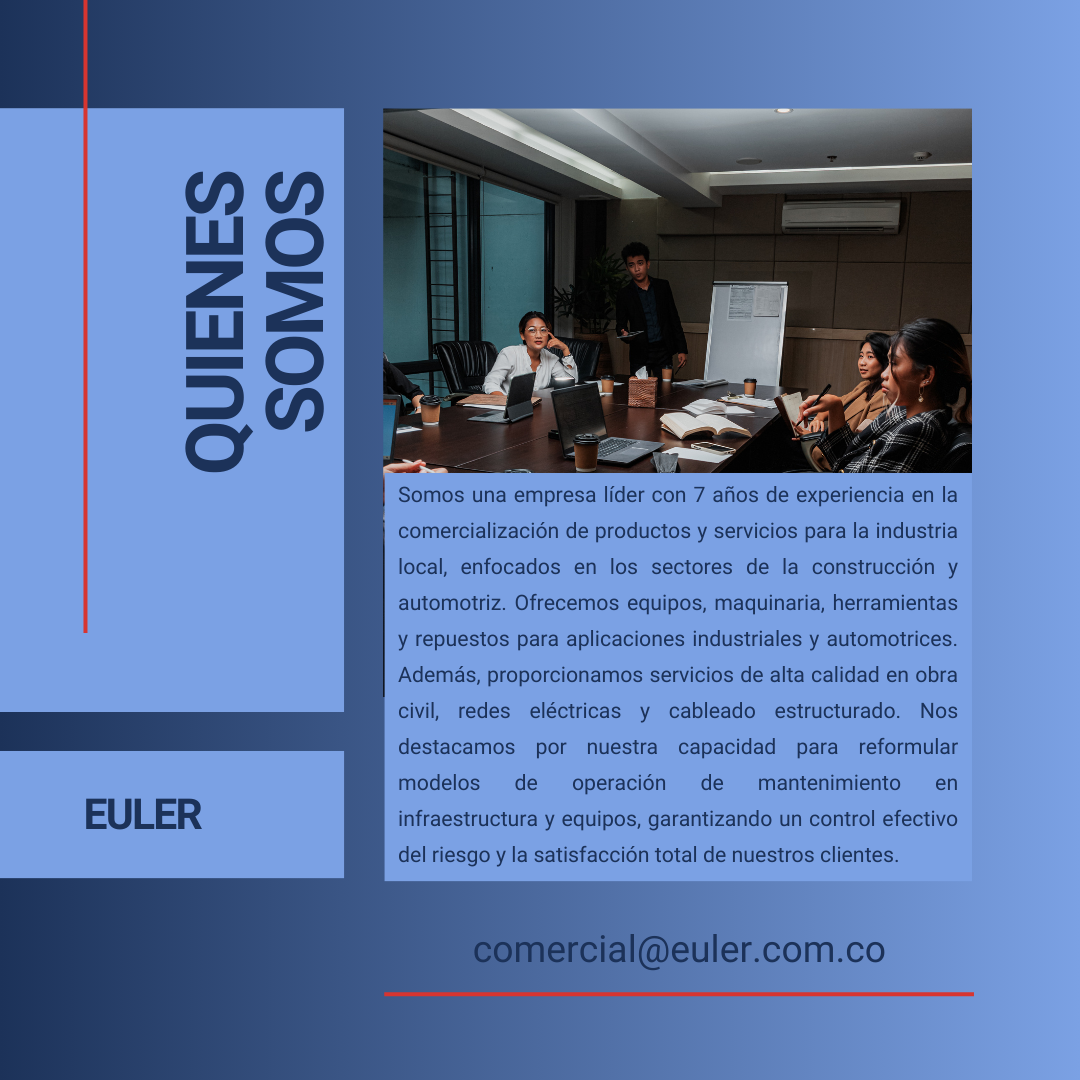 QUIENES
SOMOS
Somos una empresa líder con 7 años de experiencia en la
comercialización de productos y servicios para la industria
local, enfocados en los sectores de la construcción y
automotriz. Ofrecemos equipos, maquinaria, herramientas
y repuestos para aplicaciones industriales y automotrices.
Además, proporcionamos servicios de alta calidad en obra
civil, redes eléctricas y cableado estructurado. Nos
destacamos por nuestra capacidad para reformular
modelos de operación de mantenimiento en
infraestructura y equipos, garantizando un control efectivo
del riesgo y la satisfacción total de nuestros clientes.
EULER
comercial@euler.com.co